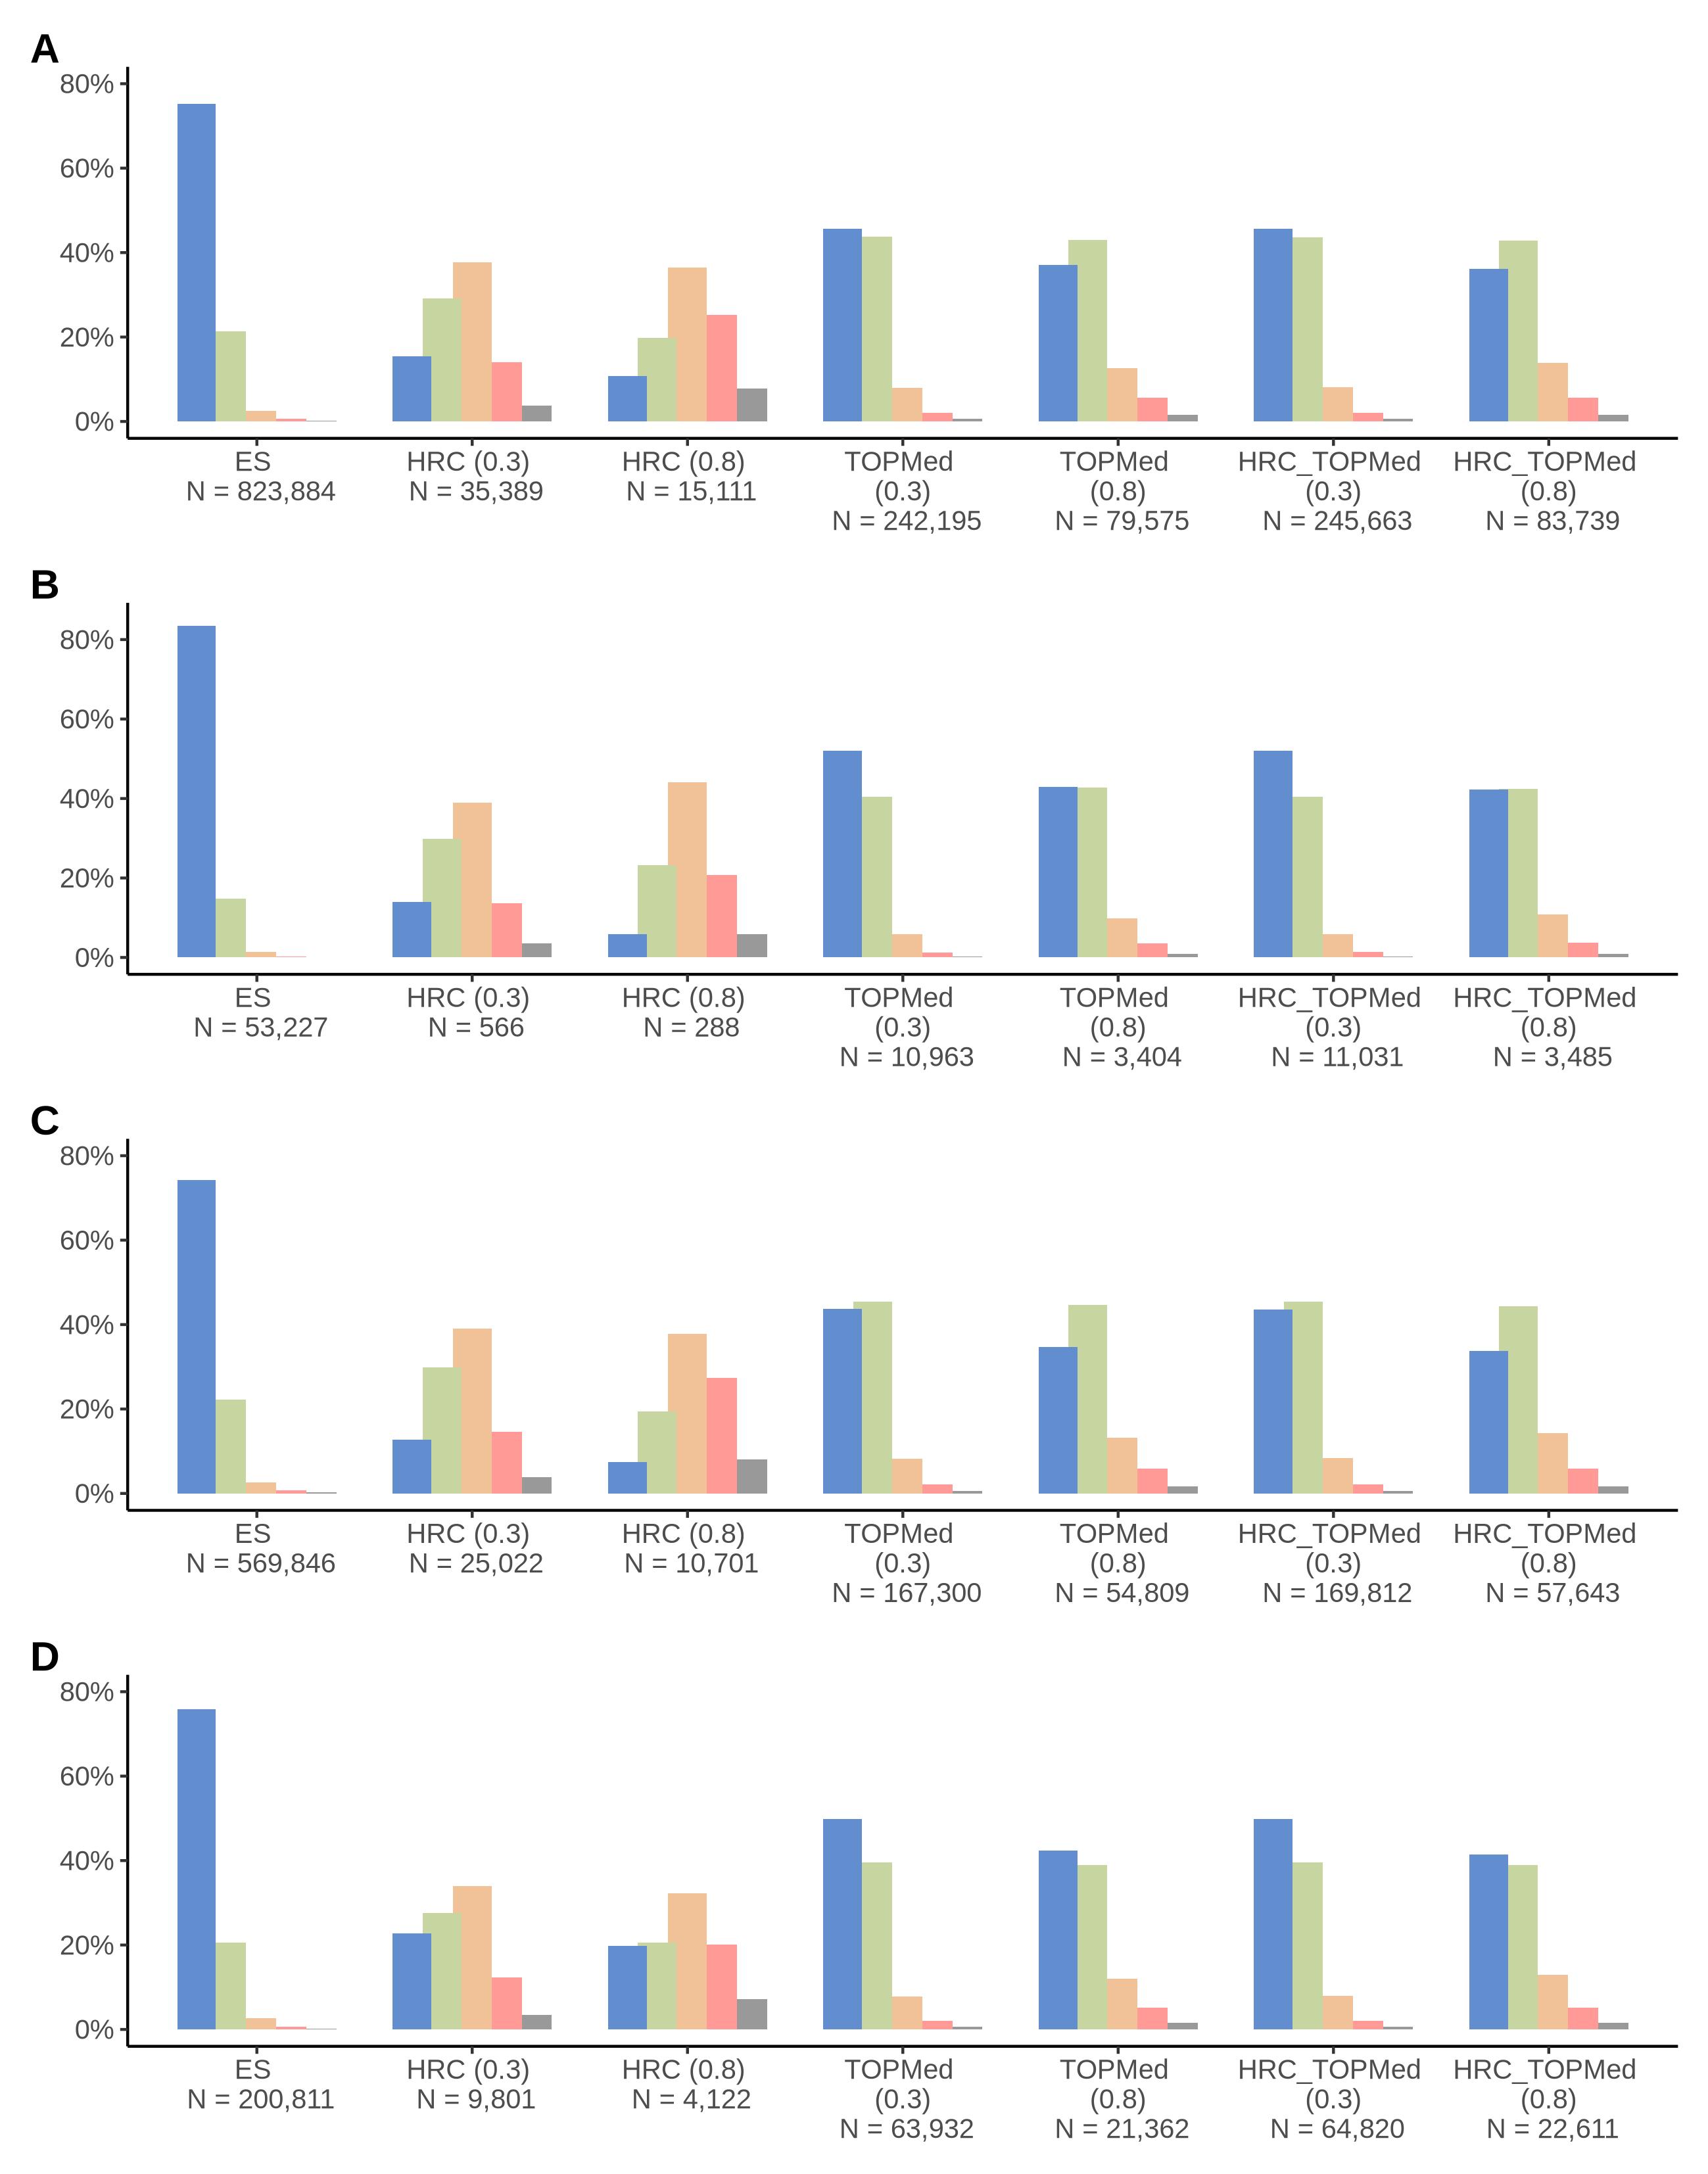 A
80%
60%
40%
20%
0%
ES HRC (0.3) HRC (0.8) TOPMed TOPMed HRC_TOPMed HRC_TOPMed
N = 823,884 N = 35,389 N = 15,111 (0.3) (0.8) (0.3) (0.8)
N = 242,195 N = 79,575 N = 245,663 N = 83,739
B
80%
60%
40%
20%
0%
ES HRC (0.3) HRC (0.8) TOPMed TOPMed HRC_TOPMed HRC_TOPMed
N = 53,227 N = 566 N = 288 (0.3) (0.8) (0.3) (0.8)
N = 10,963 N = 3,404 N = 11,031 N = 3,485
C
80%
60%
40%
20%
0%
ES HRC (0.3) HRC (0.8) TOPMed TOPMed HRC_TOPMed HRC_TOPMed
N = 569,846 N = 25,022 N = 10,701 (0.3) (0.8) (0.3) (0.8)
N = 167,300 N = 54,809 N = 169,812 N = 57,643
D
80%
60%
40%
20%
0%
ES HRC (0.3) HRC (0.8) TOPMed TOPMed HRC_TOPMed HRC_TOPMed
N = 200,811 N = 9,801 N = 4,122 (0.3) (0.8) (0.3) (0.8)
N = 63,932 N = 21,362 N = 64,820 N = 22,611